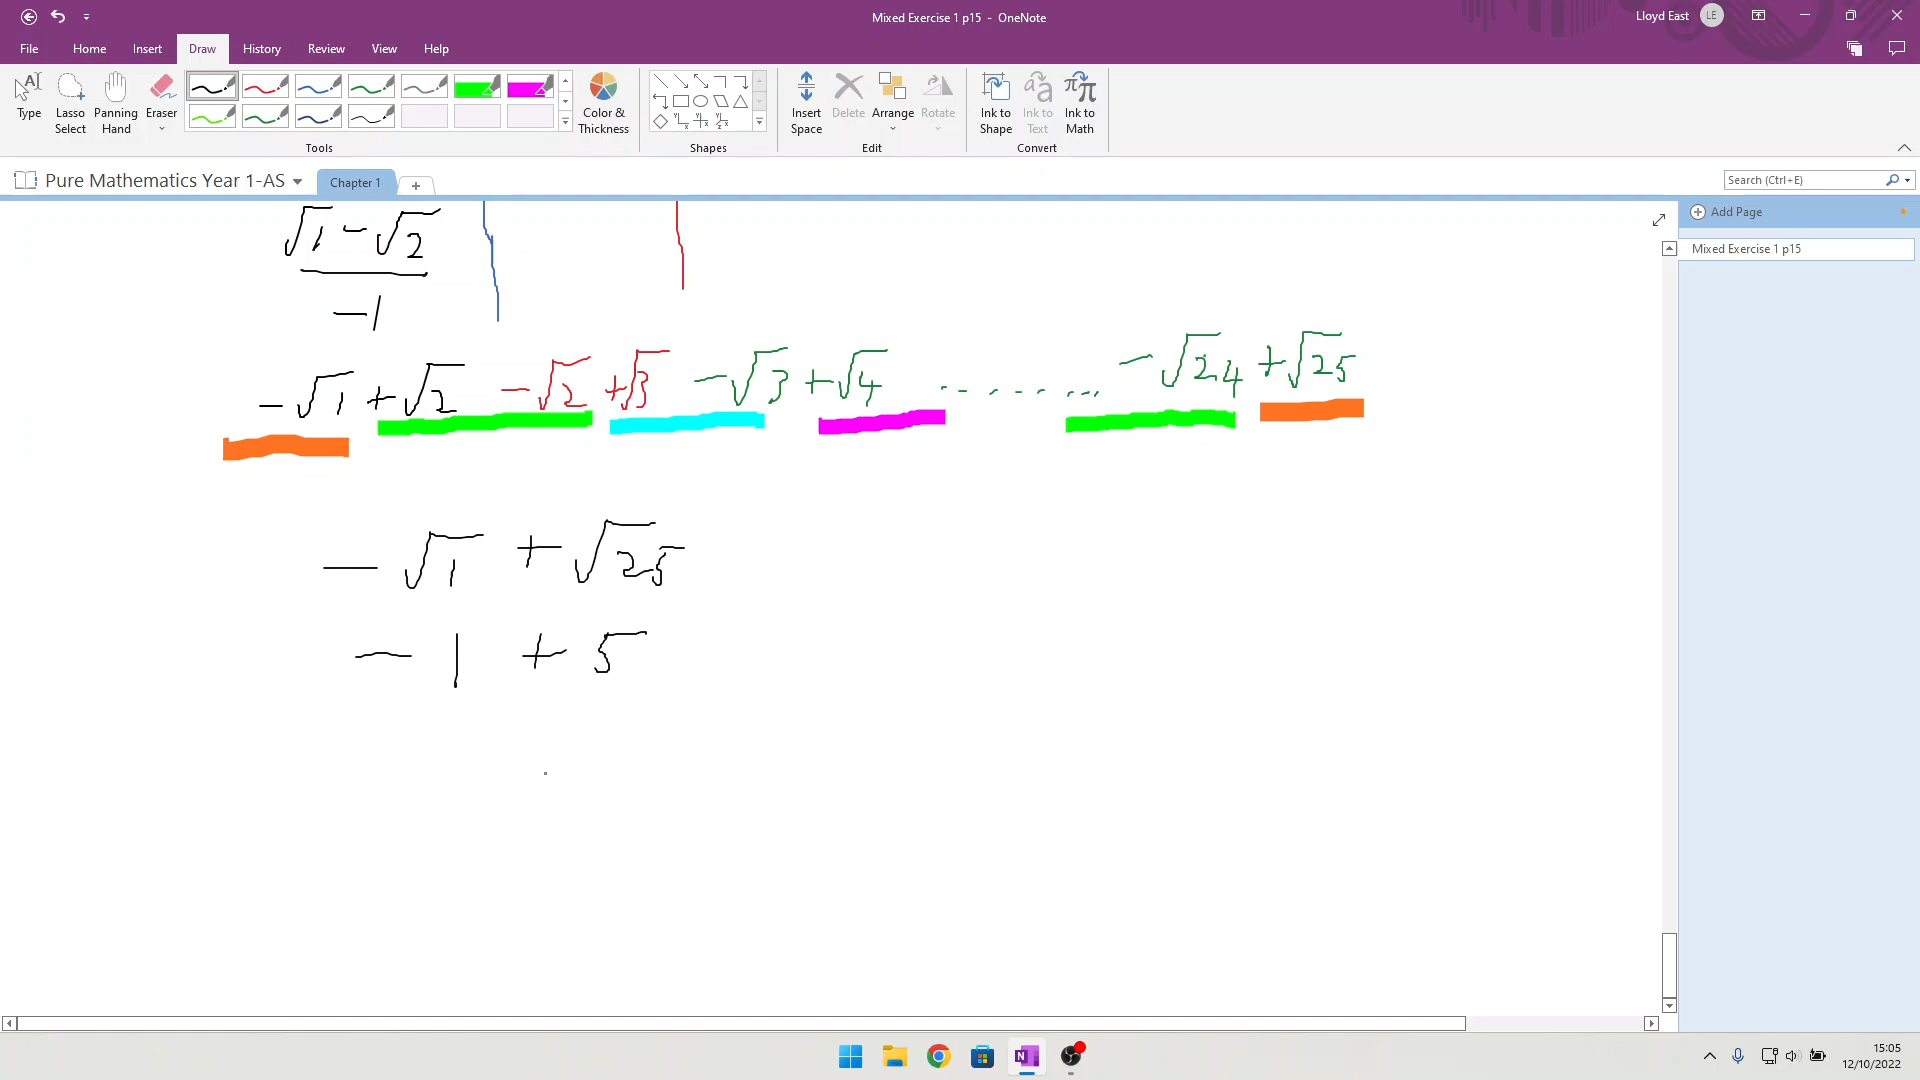 Mixed Exercise 1 p15 - OneNote
Lloyd East LE
File Home Insert Draw History Review View Help
Type
Lasso Select
Panning Hand
Eraser
Color & Thickness
Insert Space
Delete
Arrange
Rotate
Ink to Shape
Ink to Text
Ink to Math
Tools
Shapes
Edit
Convert
Pure Mathematics Year 1-AS
Chapter 1
Search (Ctrl+E)
Add Page
Mixed Exercise 1 p15
√1 - √2
-1
-√1 + √2 -√2 +√3 -√3 +√4 ......... -√24 +√25
- √1 + √25
- 1 + 5
15:05
12/10/2022